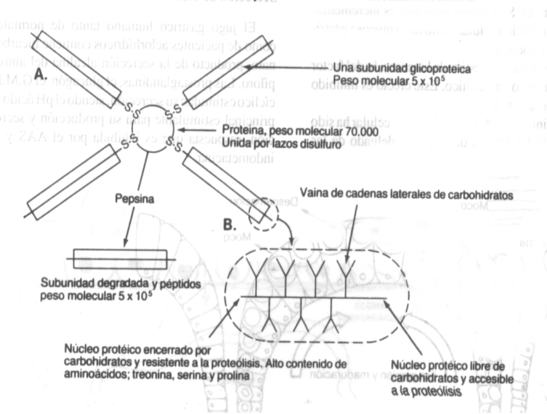 A.
Una subunidad glicoproteica
Peso molecular 5 x 10⁵
S-S
S-S
S-S
S-S
Proteina, peso molecular 70.000
Unida por lazos disulfuro
Pepsina
B.
Vaina de cadenas laterales de carbohidratos
Subunidad degradada y péptidos
peso molecular 5 x 10⁵
Núcleo protéico encerrado por
carbohidratos y resistente a la proteólisis. Alto contenido de
aminoácidos; treonina, serina y prolina
Núcleo protéico libre de
carbohidratos y accesible
a la proteólisis